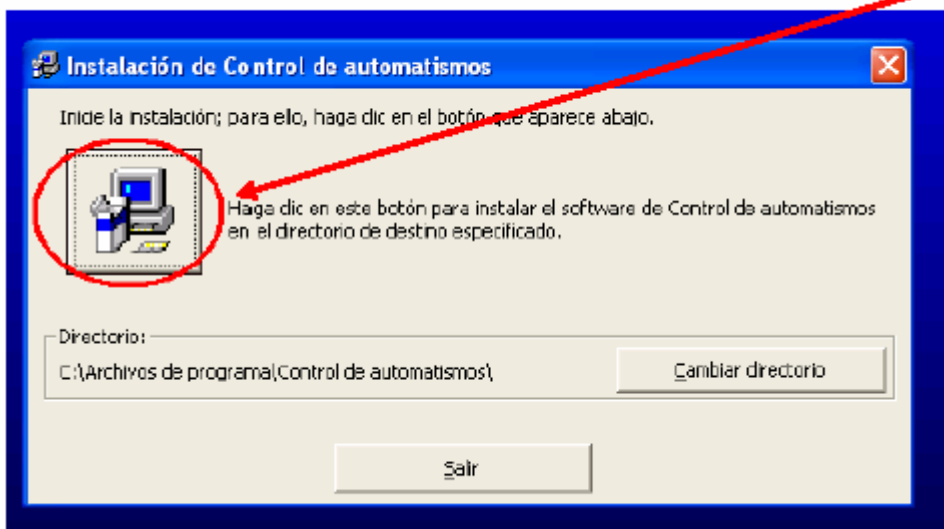 Instalación de Control de automatismos
Inicie la instalación; para ello, haga clic en el botón que aparece abajo.
Haga clic en este botón para instalar el software de Control de automatismos
en el directorio de destino especificado.
Directorio:
C:\Archivos de programa\Control de automatismos\
Cambiar directorio
Salir